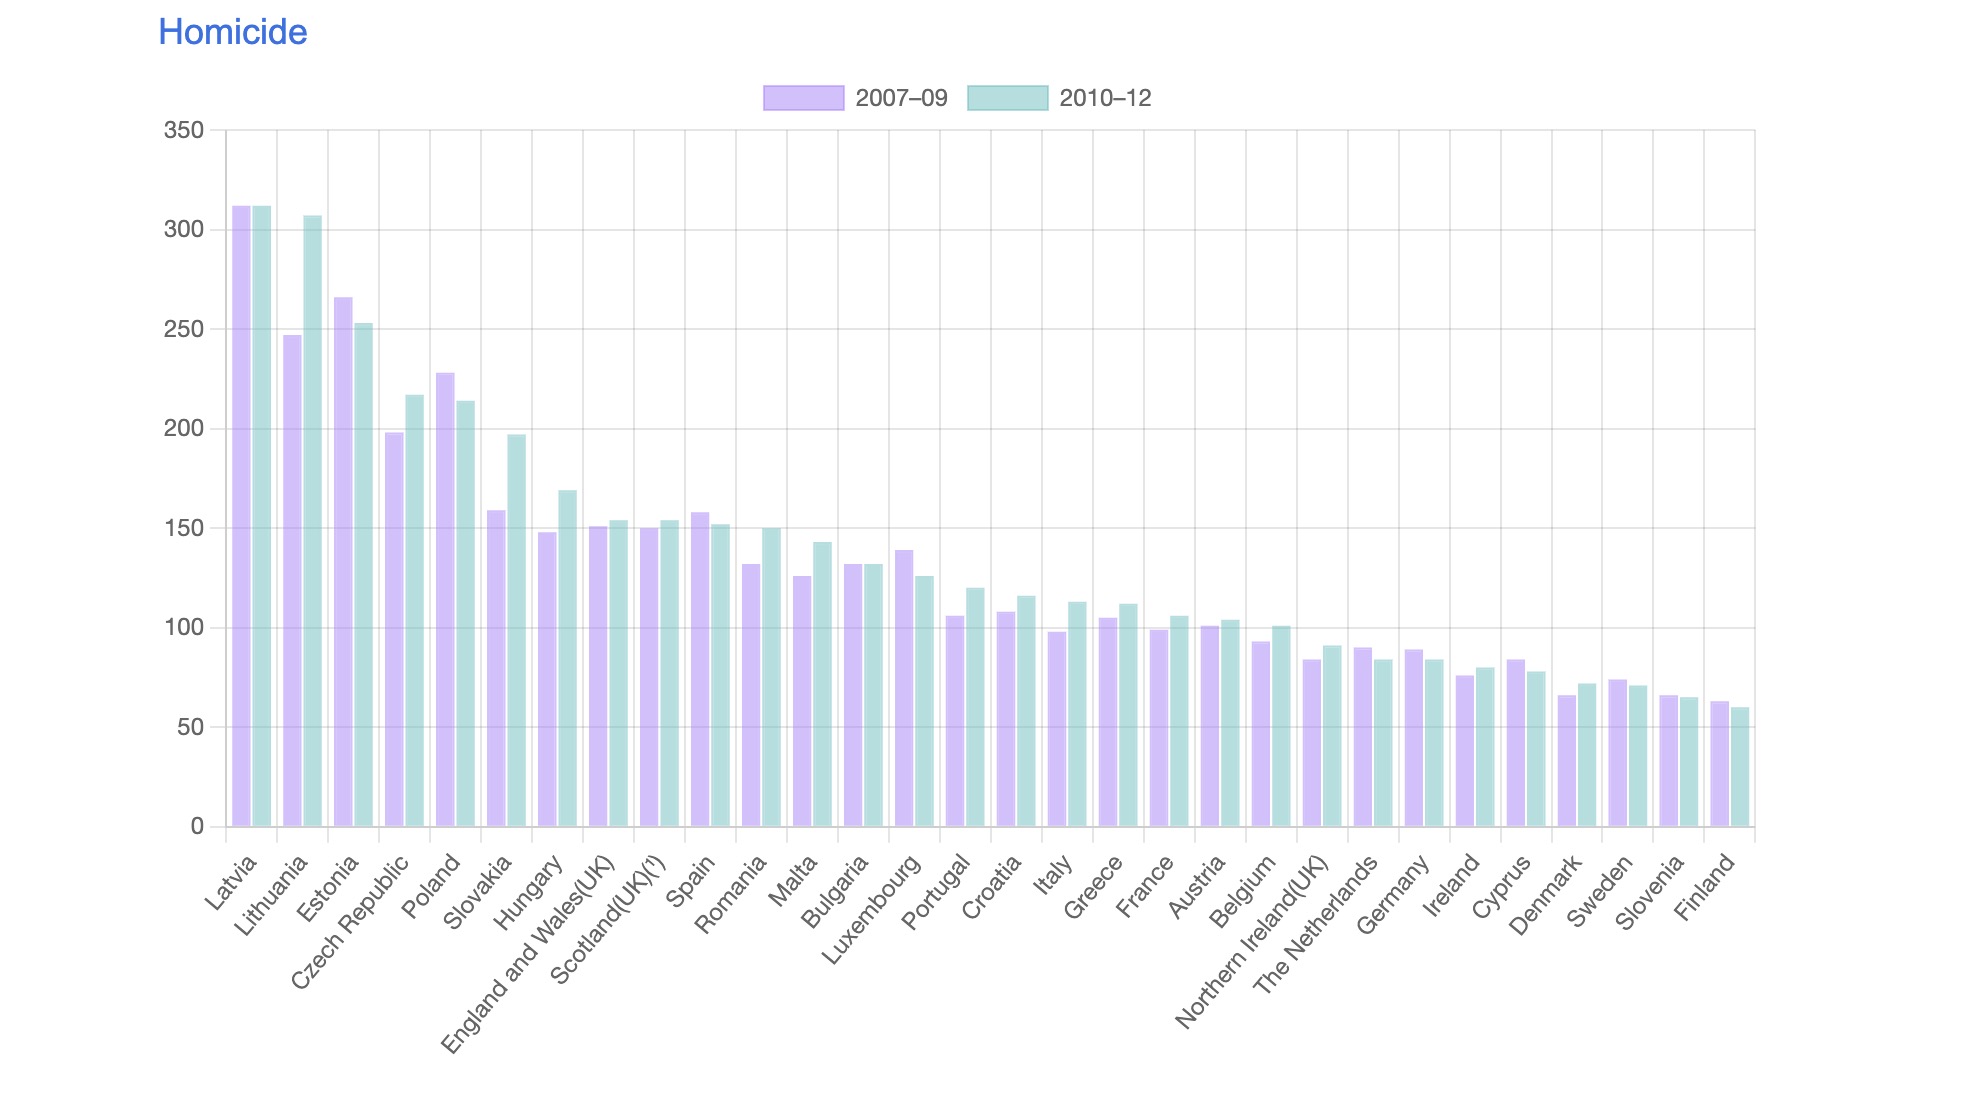 Homicide
2007–09 2010–12
350
300
250
200
150
100
50
0
Latvia
Lithuania
Estonia
Czech Republic
Poland
Slovakia
Hungary
England and Wales(UK)
Scotland(UK)(¹)
Spain
Romania
Malta
Bulgaria
Luxembourg
Portugal
Croatia
Italy
Greece
France
Austria
Belgium
Northern Ireland(UK)
The Netherlands
Germany
Ireland
Cyprus
Denmark
Sweden
Slovenia
Finland